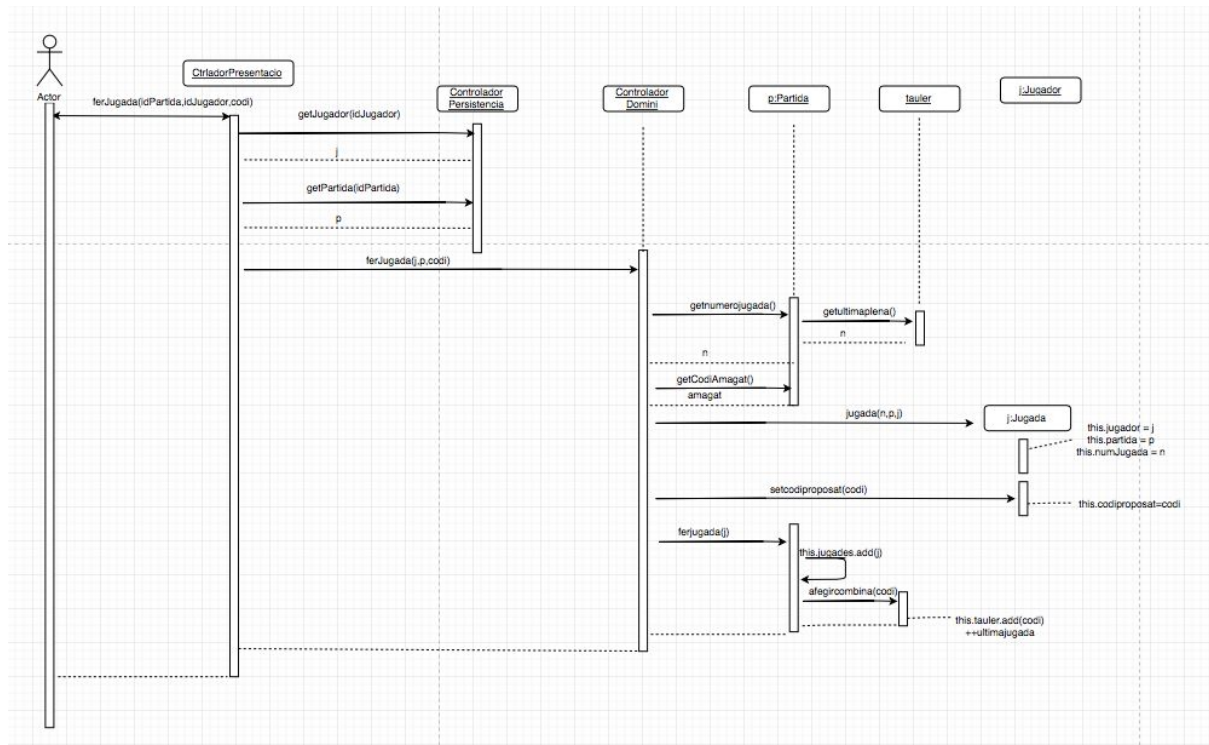 Actor
CtrladorPresentacio
Controlador
Persistencia
Controlador
Domini
p:Partida
tauler
j:Jugador
ferJugada(idPartida,idJugador,codi)
getJugador(idJugador)
j
getPartida(idPartida)
p
ferJugada(j,p,codi)
getnumerojugada()
getultimaplena()
n
n
getCodiAmagat()
amagat
jugada(n,p,j)
j:Jugada
this.jugador = j
this.partida = p
this.numJugada = n
setcodiproposat(codi)
this.codiproposat=codi
ferjugada(j)
this.jugades.add(j)
afegircombina(codi)
this.tauler.add(codi)
++ultimajugada